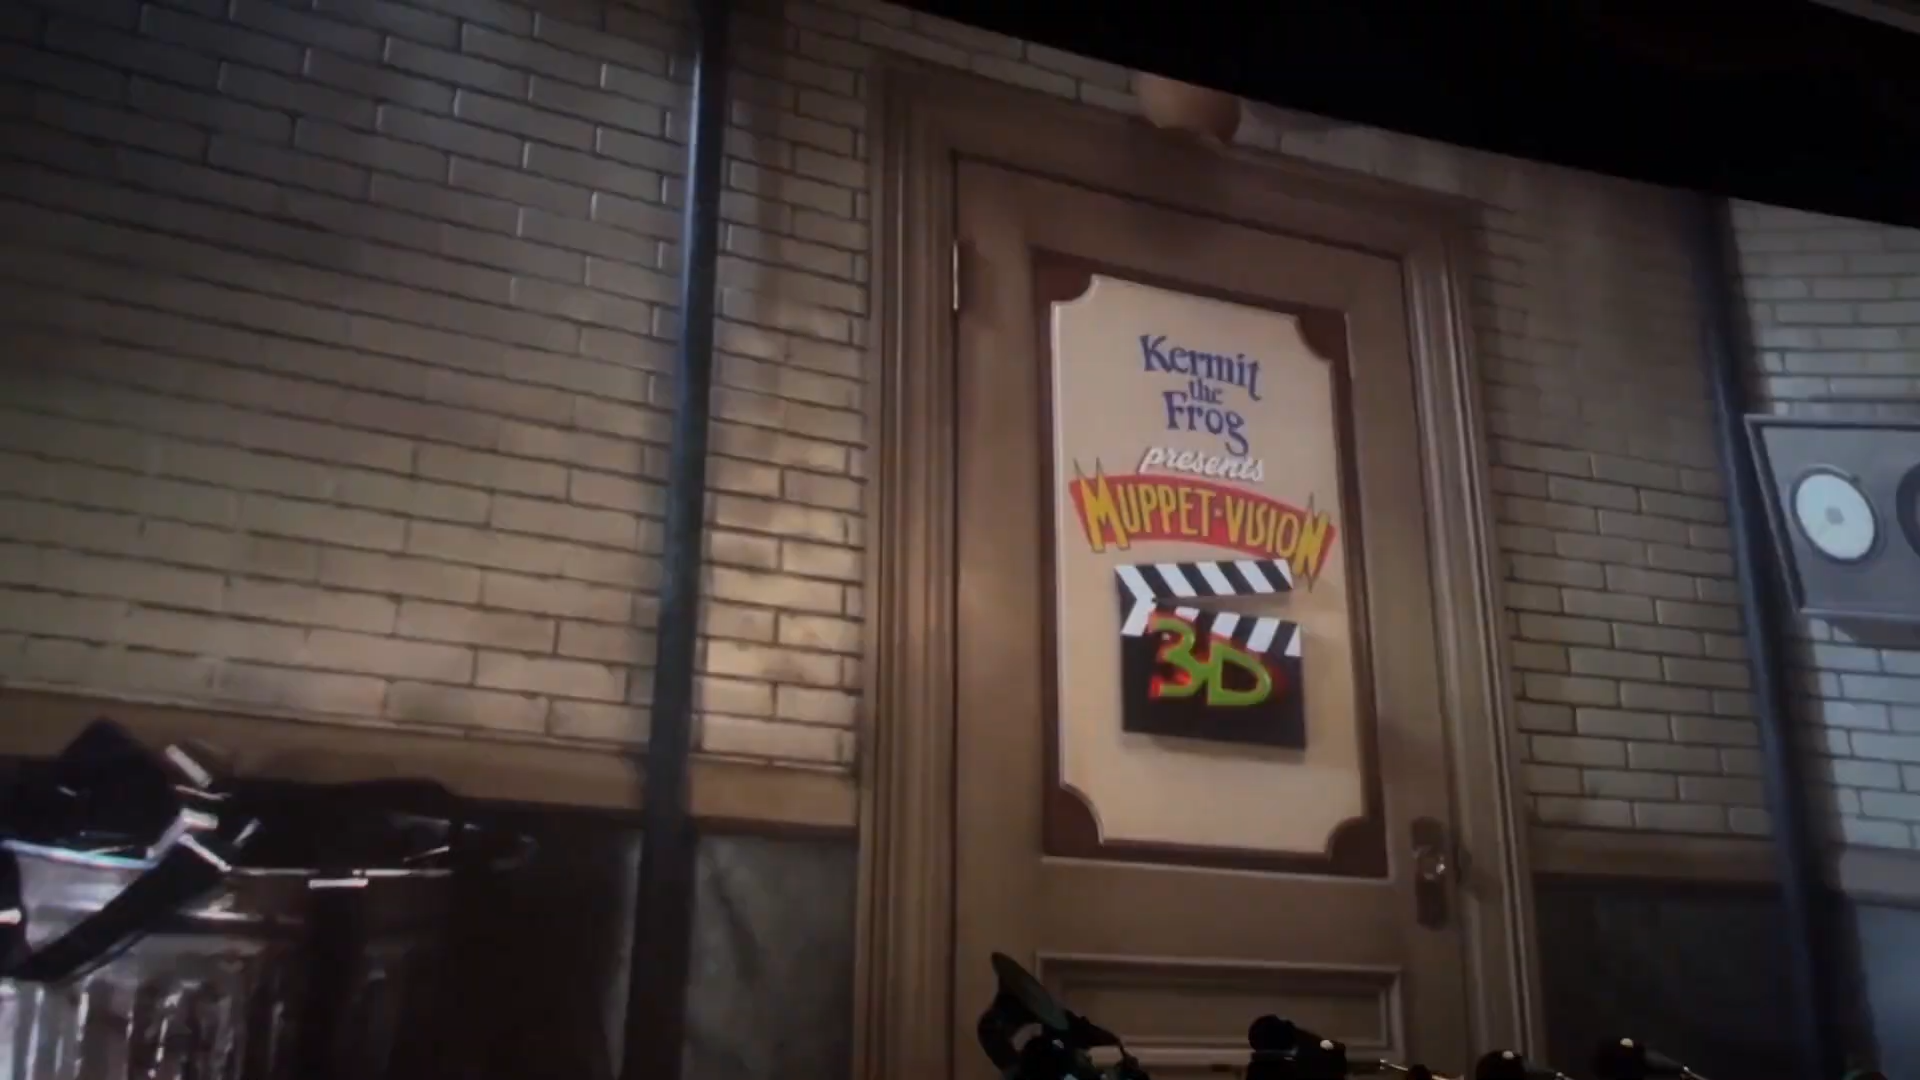 Kermit
the
Frog
presents
MUPPET·VISION
3D